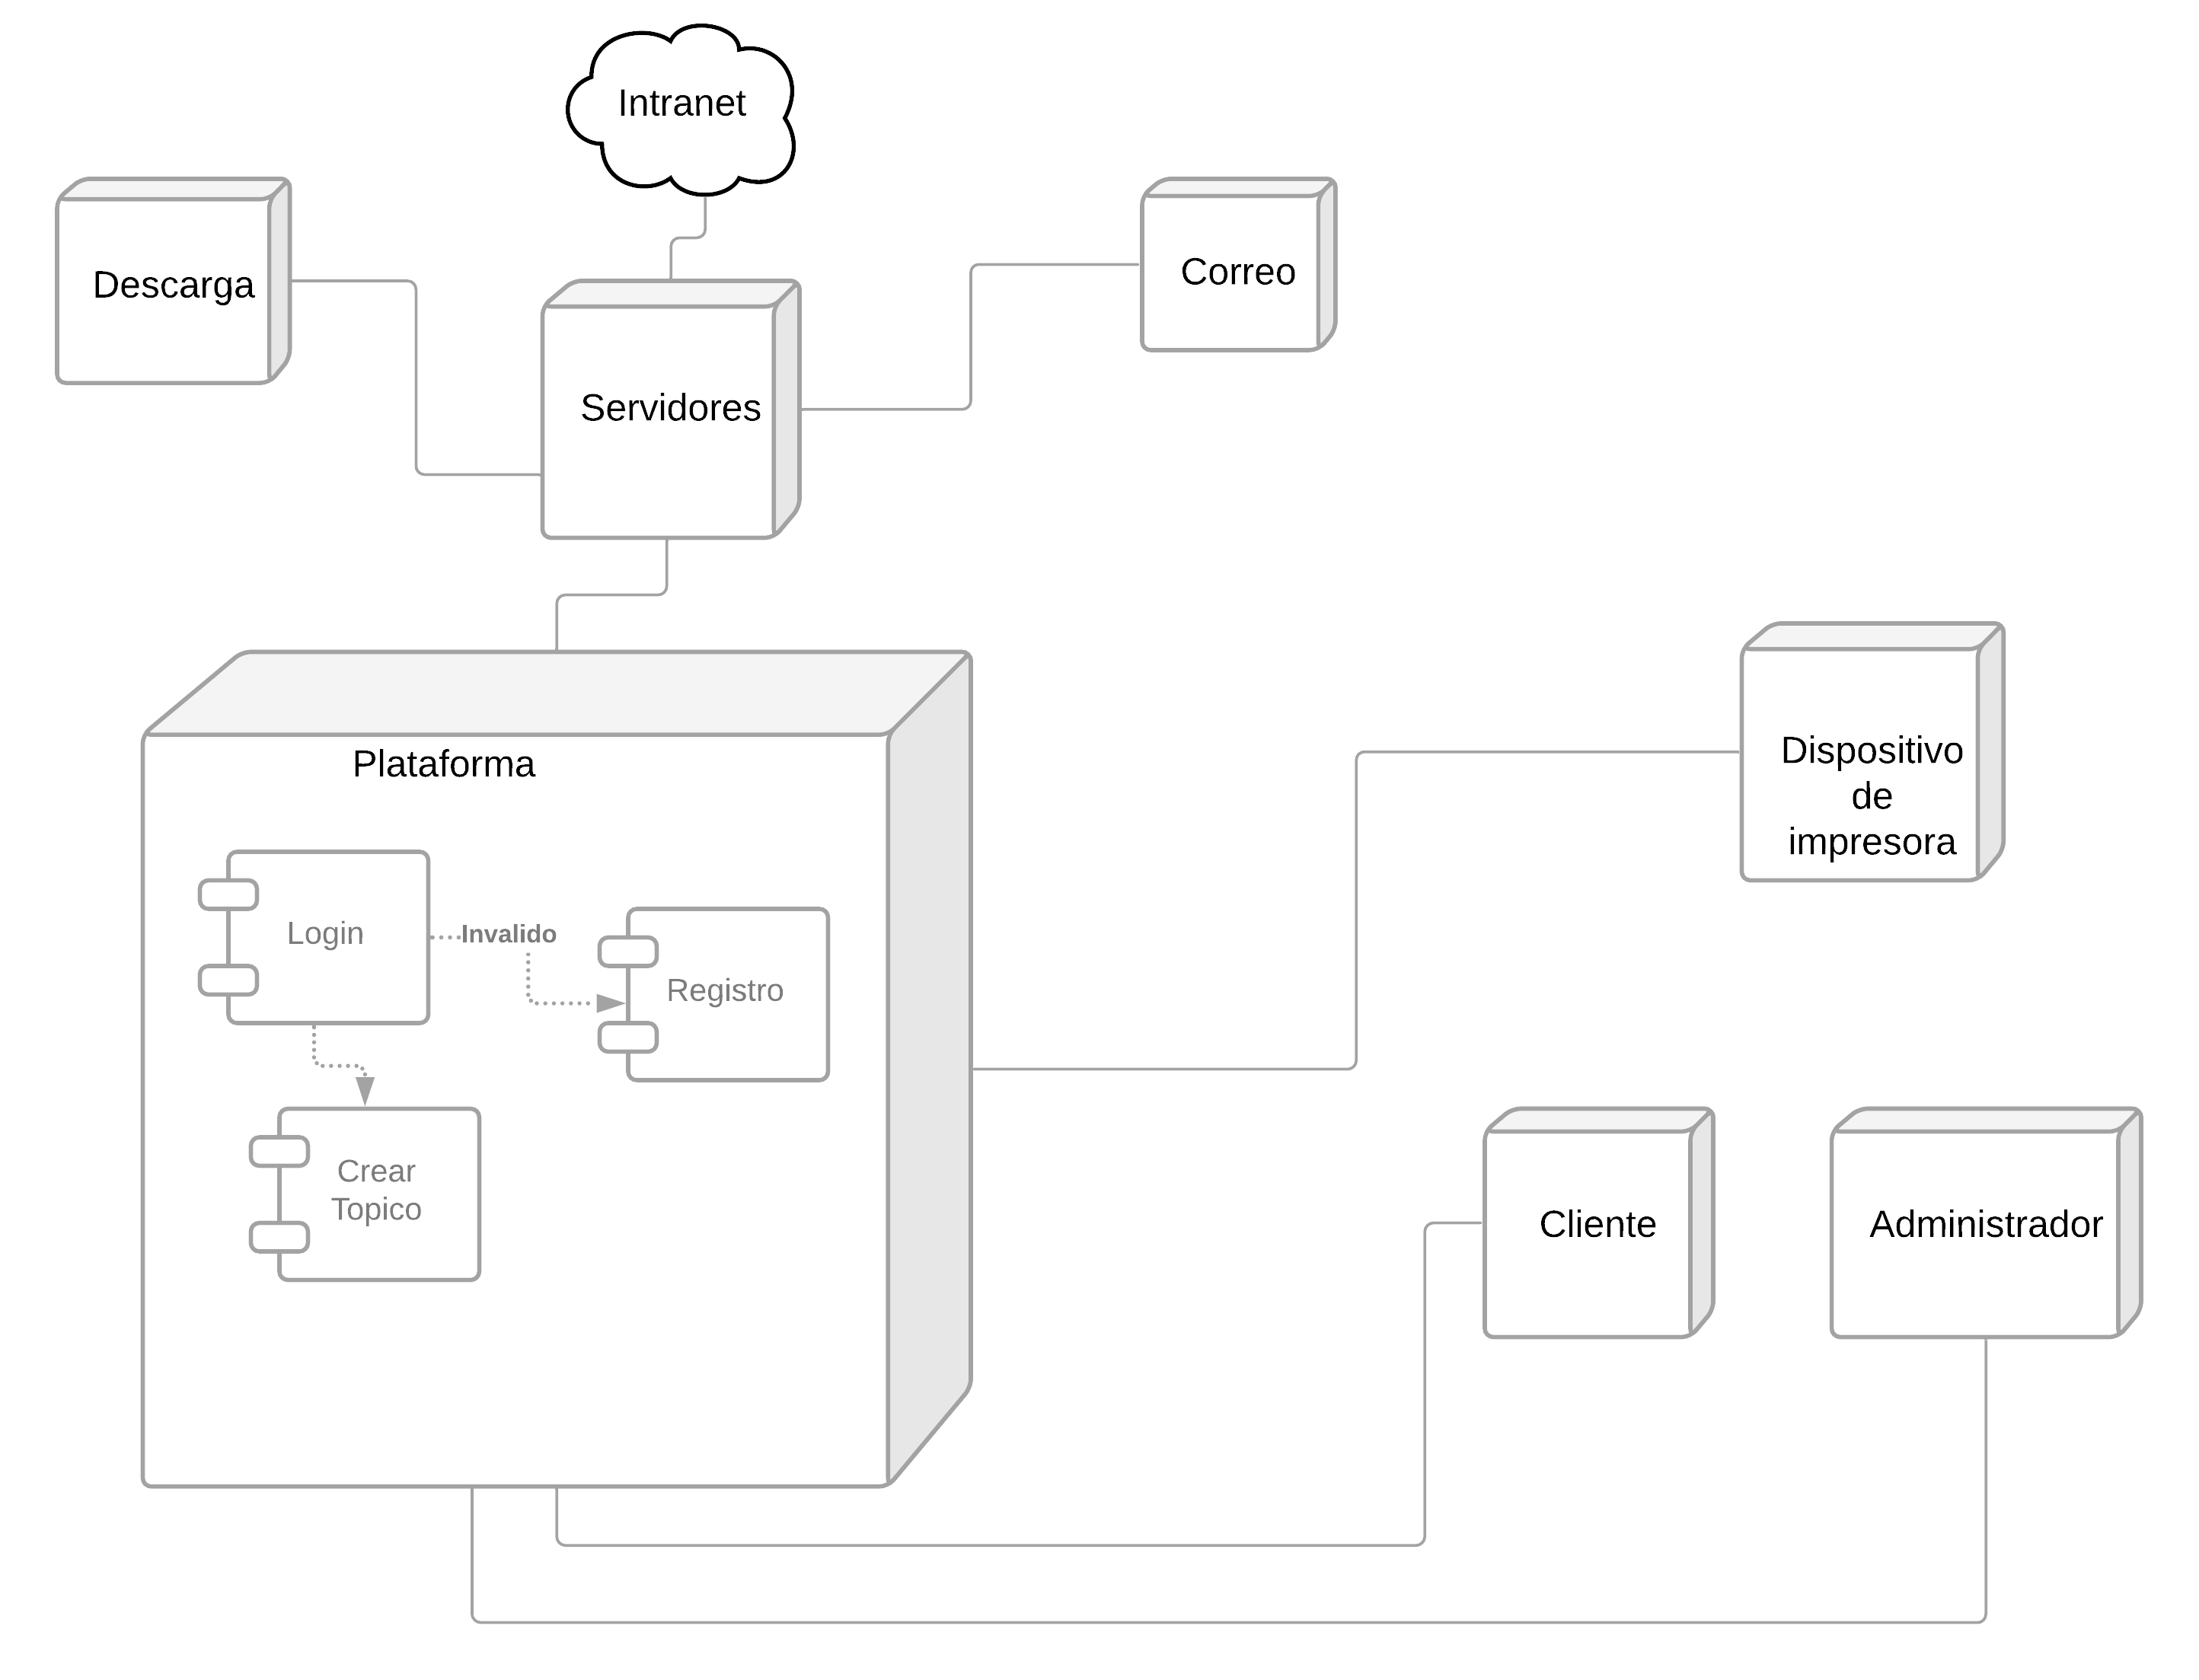 Intranet
Descarga
Correo
Servidores
Plataforma
Dispositivo
de
impresora
Login
Invalido
Registro
Crear
Topico
Cliente
Administrador